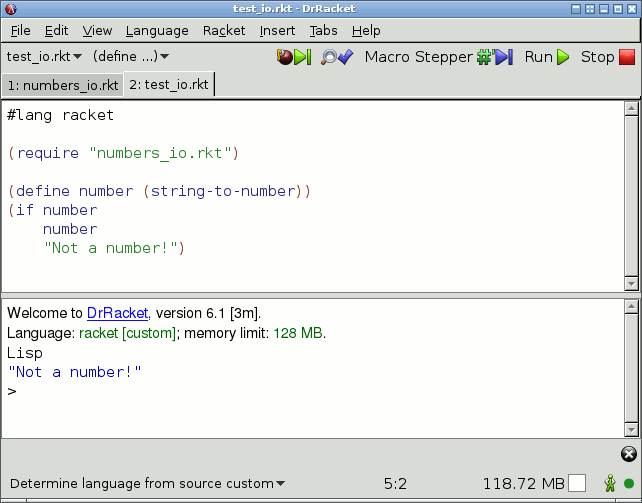 test_io.rkt - DrRacket
File Edit View Language Racket Insert Tabs Help
test_io.rkt (define ...) Macro Stepper Run Stop
1: numbers_io.rkt 2: test_io.rkt
#lang racket
(require "numbers_io.rkt")
(define number (string-to-number))
(if number
number
"Not a number!")
Welcome to DrRacket, version 6.1 [3m].
Language: racket [custom]; memory limit: 128 MB.
Lisp
"Not a number!"
>
Determine language from source custom 5:2 118.72 MB